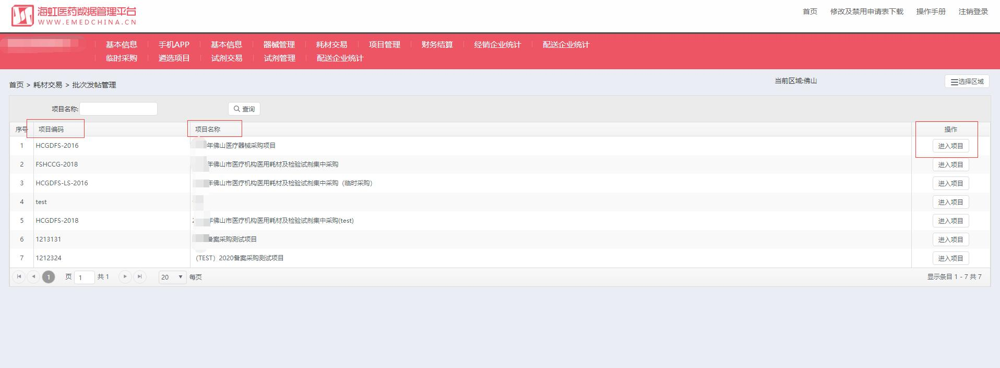 海虹医药数据管理平台
WWW.EMEDCHINA.CN
首页 修改及禁用申请表下载 操作手册 注销登录
基本信息 手机APP 基本信息 器械管理 耗材交易 项目管理 财务结算 经销企业统计 配送企业统计
临时采购 遴选项目 试剂交易 试剂管理 配送企业统计
首页 > 耗材交易 > 批次发帖管理
当前区域:佛山
选择区域
项目名称: 查询
序号 项目编码 项目名称 操作
1 HCGDFS-2016 年佛山医疗器械采购项目 进入项目
2 FSHCCG-2018 年佛山市医疗机构医用耗材及检验试剂集中采购 进入项目
3 HCGDFS-LS-2016 年佛山市医疗机构医用耗材及检验试剂集中采购（临时采购） 进入项目
4 test 进入项目
5 HCGDFS-2018 年佛山市医疗机构医用耗材及检验试剂集中采购(test) 进入项目
6 1213131 备案采购测试项目 进入项目
7 1212324 （TEST）2020备案采购测试项目 进入项目
1 页 1 共 1 20 每页 显示条目 1 - 7 共 7